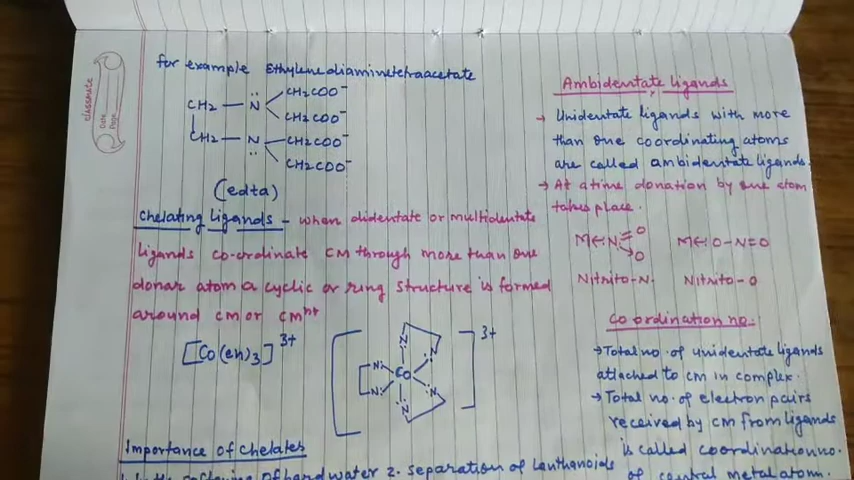 classmate
Date
Page
for example Ethylenediaminetetraacetate
CH2 — N̈ CH2COO⁻
CH2COO⁻
CH2 — N CH2COO⁻
CH2COO⁻
(edta)
Chelating Ligands - when didentate or multidentate
ligands co-ordinate CM through more than one
donar atom a cyclic or ring structure is formed
around CM or CMⁿ⁺
[Co(en)3]³⁺
[Co N N N N N N]³⁺
Importance of chelates
2. separation of lanthanoids
Ambidentate ligands
→ Unidentate ligands with more
than one coordinating atoms
are called ambidentate ligands.
→ At a time donation by one atom
takes place.
M←N=O →O
M←:O-N=O
Nitrito-N.
Nitrito-O
Coordination no:
→ Total no. of unidentate ligands
attached to CM in complex.
→ Total no. of electron pairs
received by CM from ligands
is called coordination no.
of central metal atom.